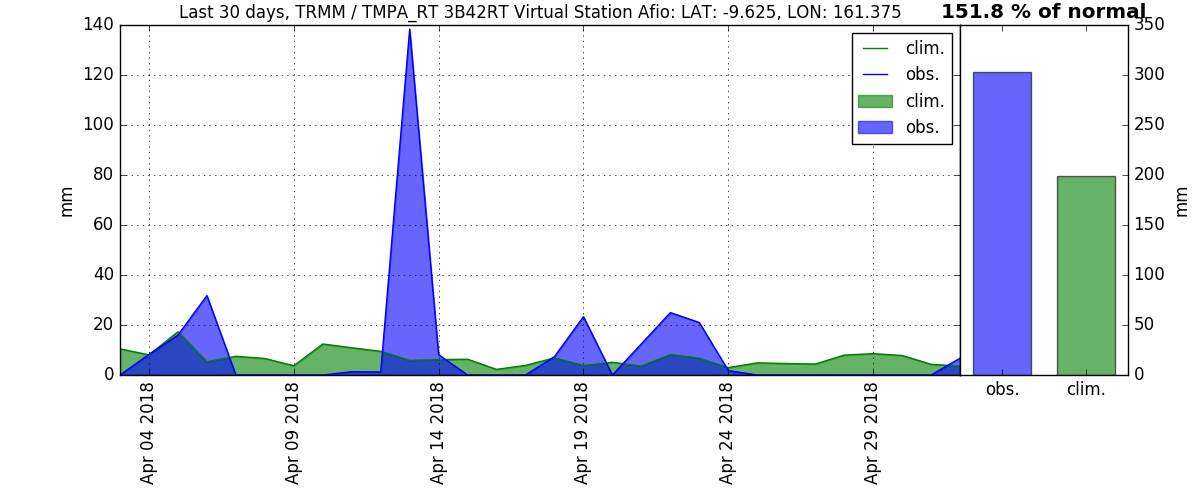 Last 30 days, TRMM / TMPA_RT 3B42RT Virtual Station Afio: LAT: -9.625, LON: 161.375
151.8 % of normal
140
120
100
80
60
40
20
0
mm
clim.
obs.
clim.
obs.
Apr 04 2018
Apr 09 2018
Apr 14 2018
Apr 19 2018
Apr 24 2018
Apr 29 2018
350
300
250
200
150
100
50
0
mm
obs.
clim.